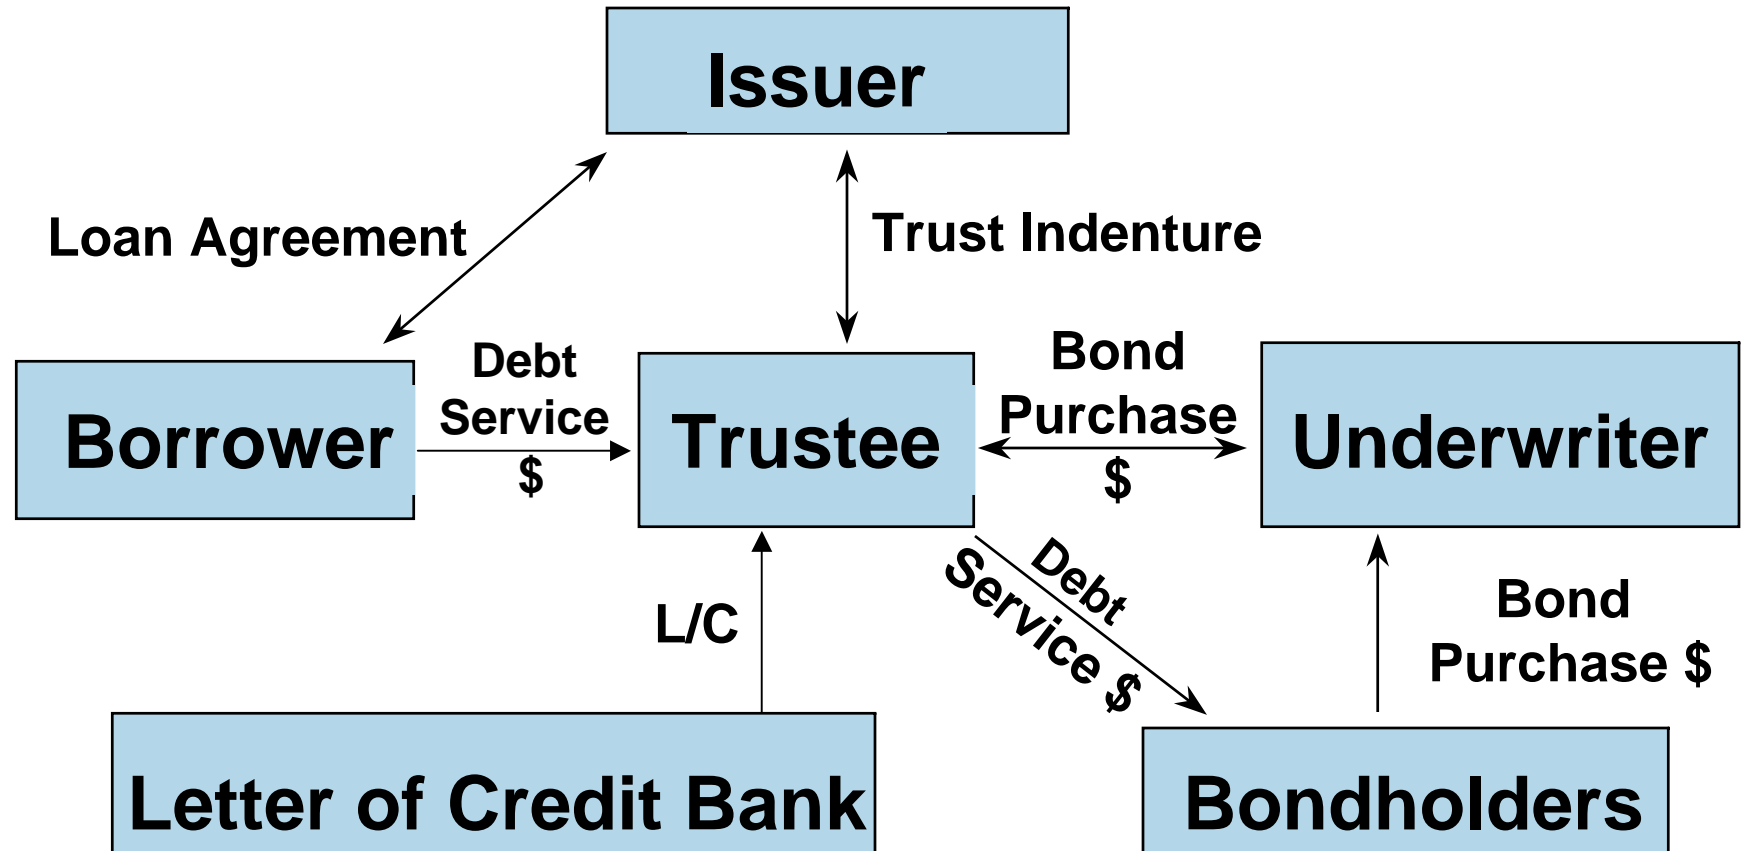 Issuer
Loan Agreement
Trust Indenture
Borrower
Debt
Service
$
Trustee
Bond
Purchase
$
Underwriter
L/C
Debt
Service $
Bond
Purchase $
Letter of Credit Bank
Bondholders